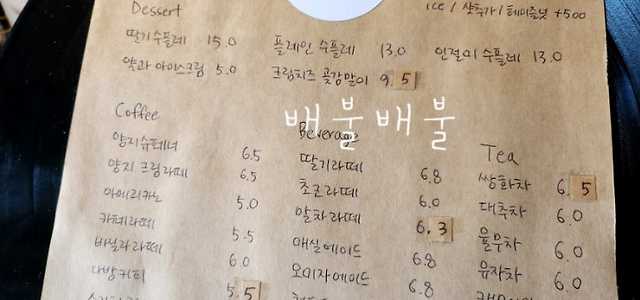 Dessert
ice / 샷추가 / 헤이즐넛 +500
딸기수플레 15.0 플레인 수플레 13.0 인절미 수플레 13.0
약과 아이스크림 5.0 크림치즈 곶감말이 9.5
배불배불
Coffee
양지슈페너 6.5
양지 크림라떼 6.5
아메리카노 5.0
카페라떼 5.5
바닐라라떼 6.0
다방커피 5.5
Beverage
딸기라떼 6.8
초코라떼 6.0
말차라떼 6.3
매실에이드 6.8
오미자에이드 6.8
Tea
쌍화차 6.5
대추차 6.0
율무차 6.0
유자차 6.0